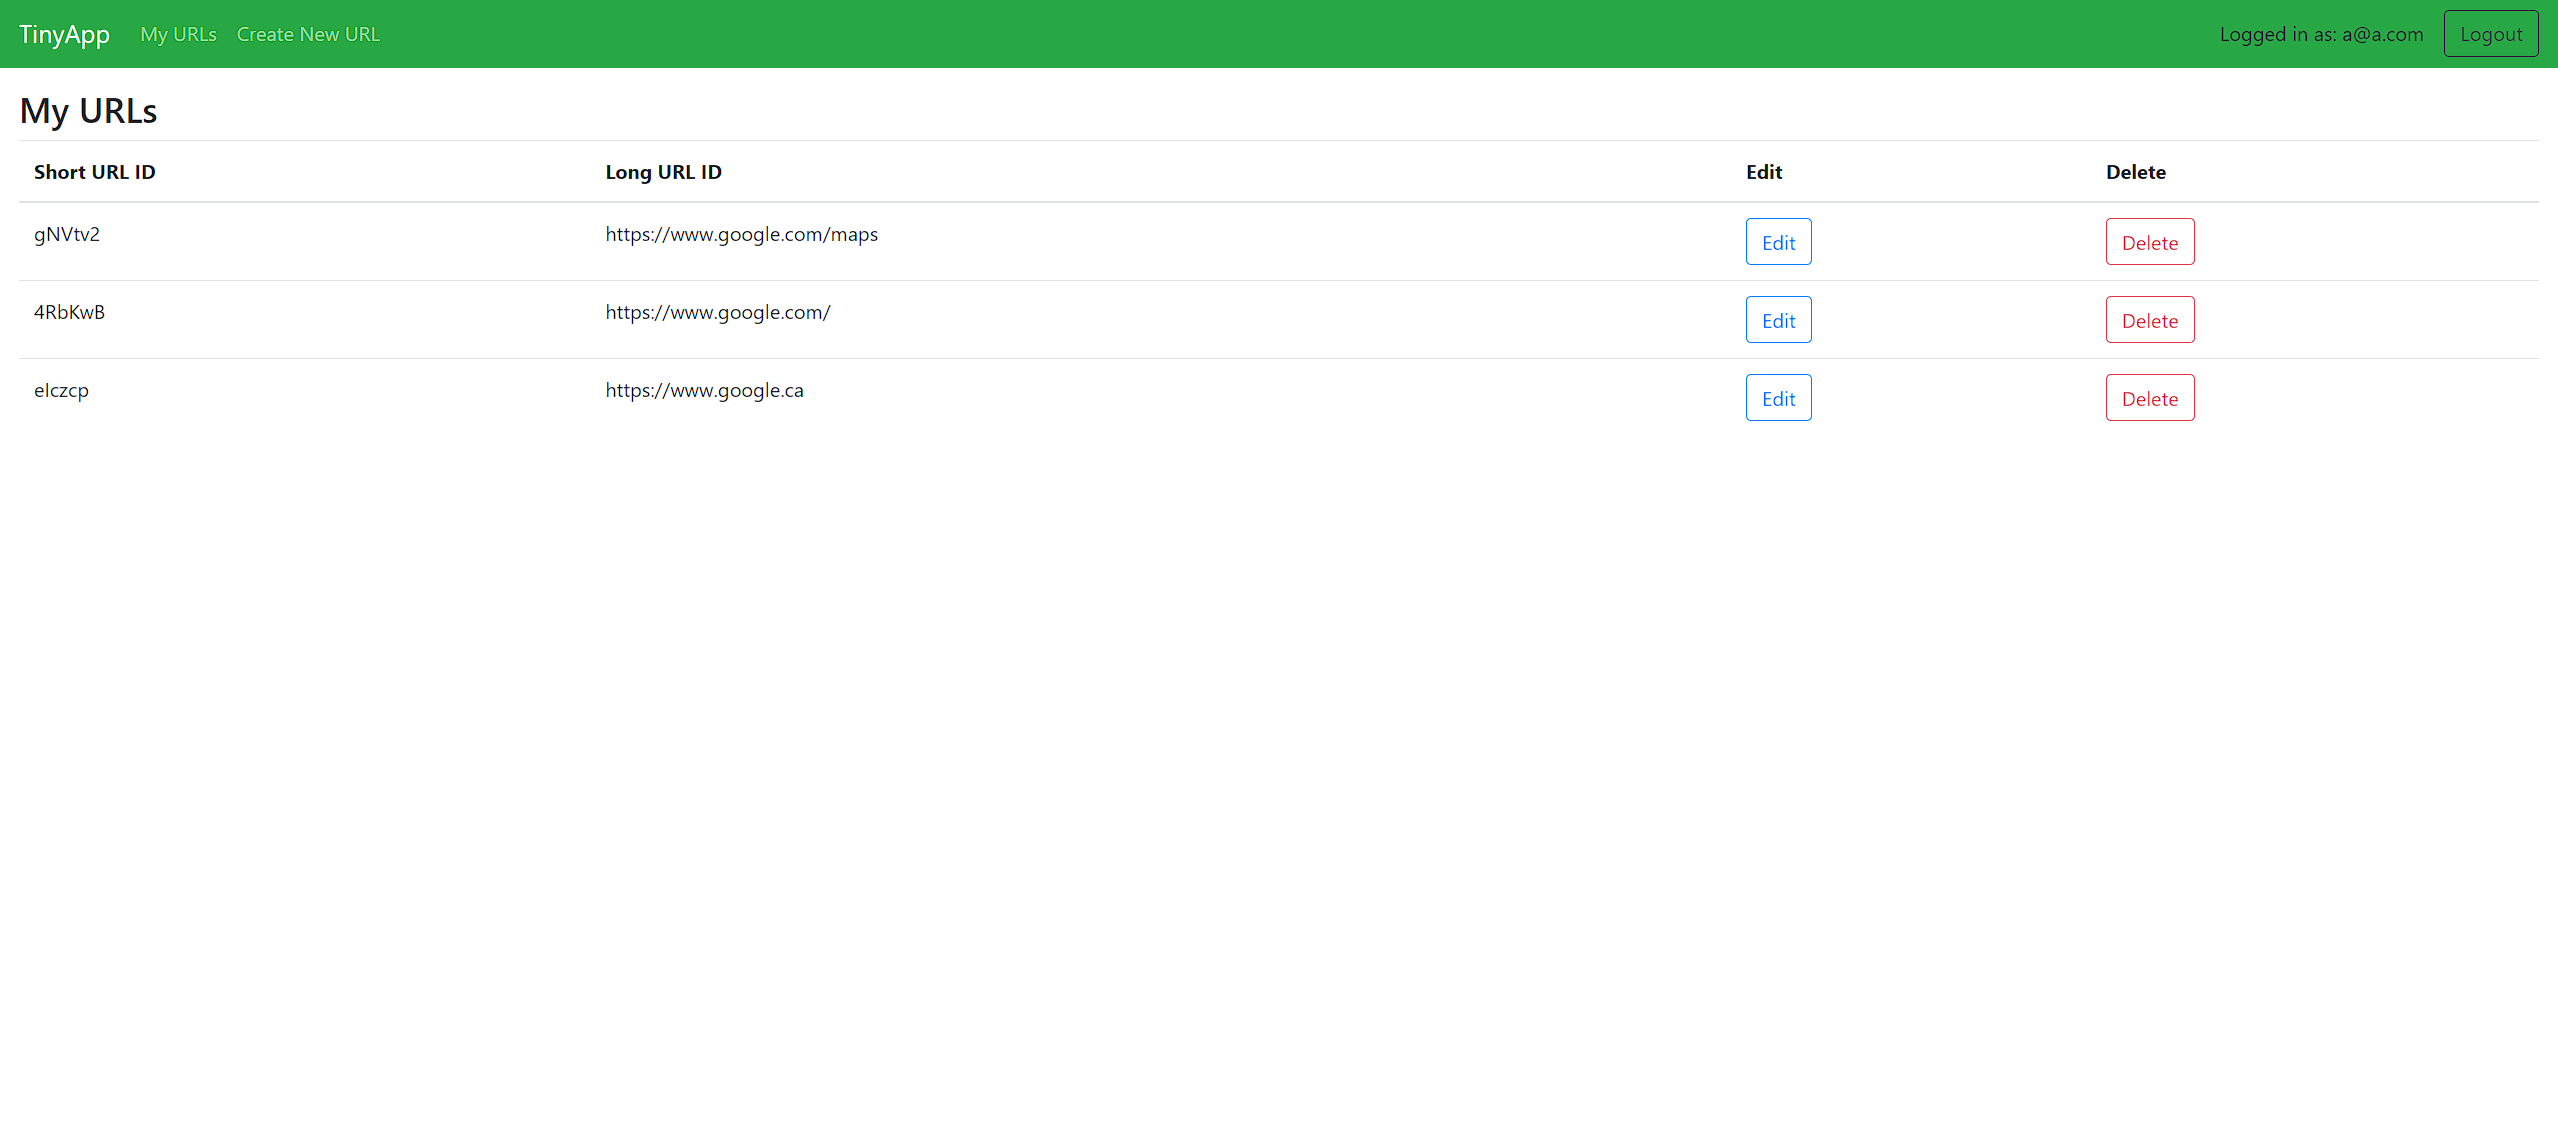 TinyApp My URLs Create New URL Logged in as: a@a.com Logout
My URLs
Short URL ID Long URL ID Edit Delete
gNVtv2 https://www.google.com/maps Edit Delete
4RbKwB https://www.google.com/ Edit Delete
elczcp https://www.google.ca Edit Delete